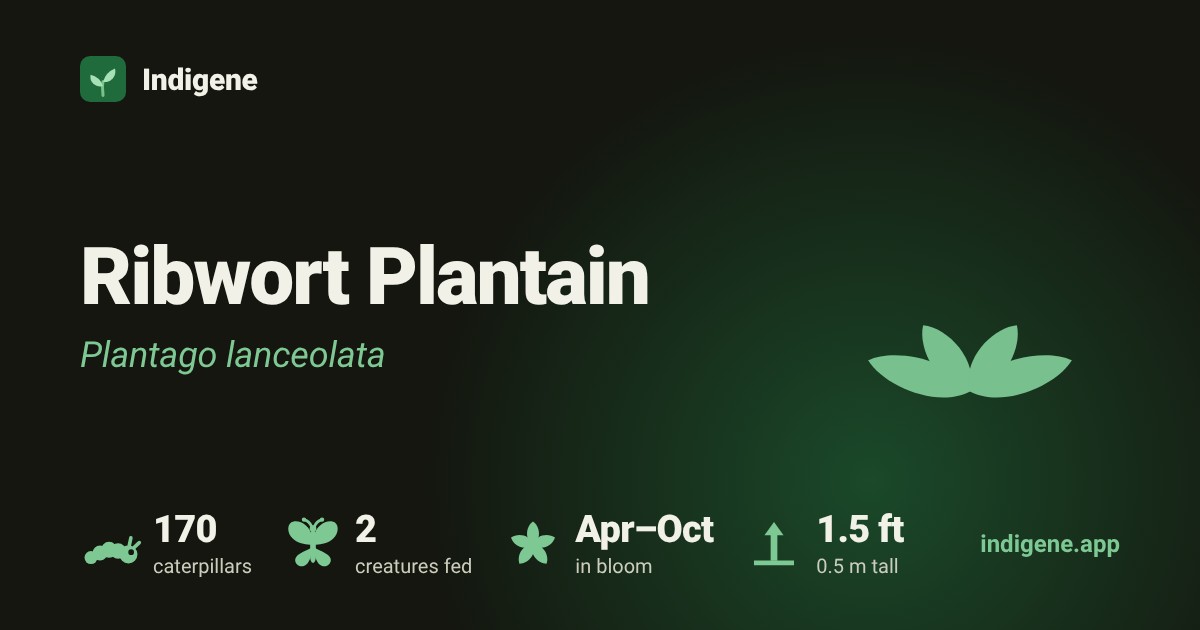 Indigene
Ribwort Plantain
Plantago lanceolata
170
caterpillars
2
creatures fed
Apr–Oct
in bloom
1.5 ft
0.5 m tall
indigene.app